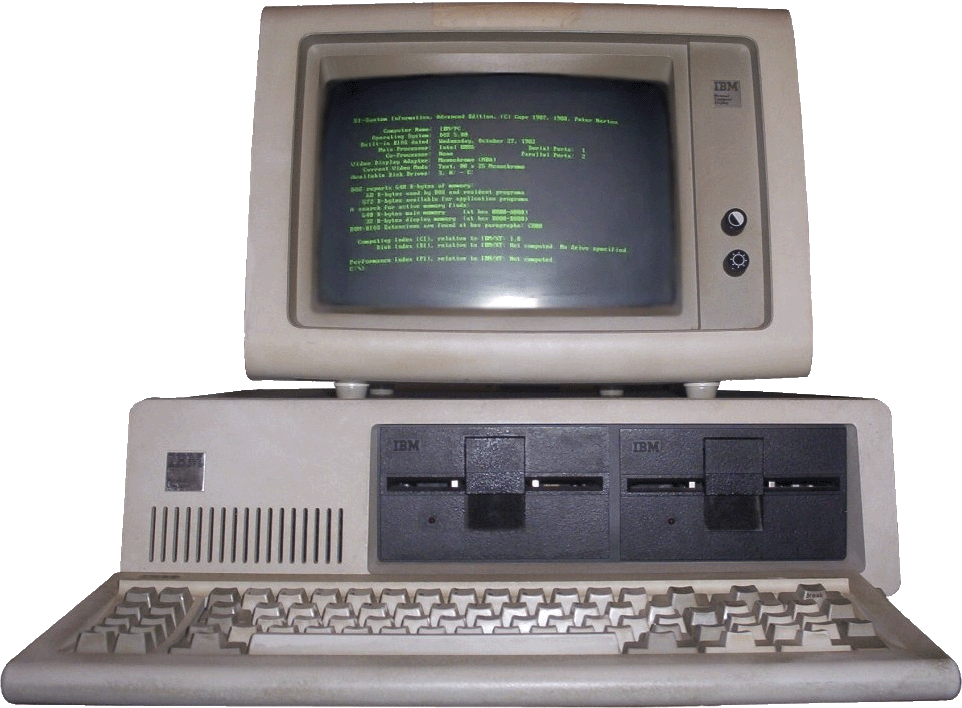 IBM
Personal
Computer
Display
SI-System Information, Advanced Edition, (C) Copr 1987, 1988, Peter Norton
Computer Name: IBM/PC
Operating System: DOS 5.00
Built-in BIOS dated: Wednesday, October 27, 1982
Main Processor: Intel 8088 Serial Ports: 1
Co-Processor: None Parallel Ports: 2
Video Display Adapter: Monochrome (MDA)
Current Video Mode: Text, 80 x 25 Monochrome
Available Disk Drives: 3, A: - C:
DOS reports 640 K-bytes of memory:
K-bytes used by DOS and resident programs
572 K-bytes available for application programs
A search for active memory finds:
640 K-bytes main memory (at hex 0000-A000)
K-bytes display memory (at hex B000-B800)
ROM-BIOS Extensions are found at hex paragraphs: C800
Computing Index (CI), relative to IBM/XT: 1.0
Disk Index (DI), relative to IBM/XT: Not computed. No drive specified.
Performance Index (PI), relative to IBM/XT: Not computed.
C:\>
IBM
IBM
IBM
Break